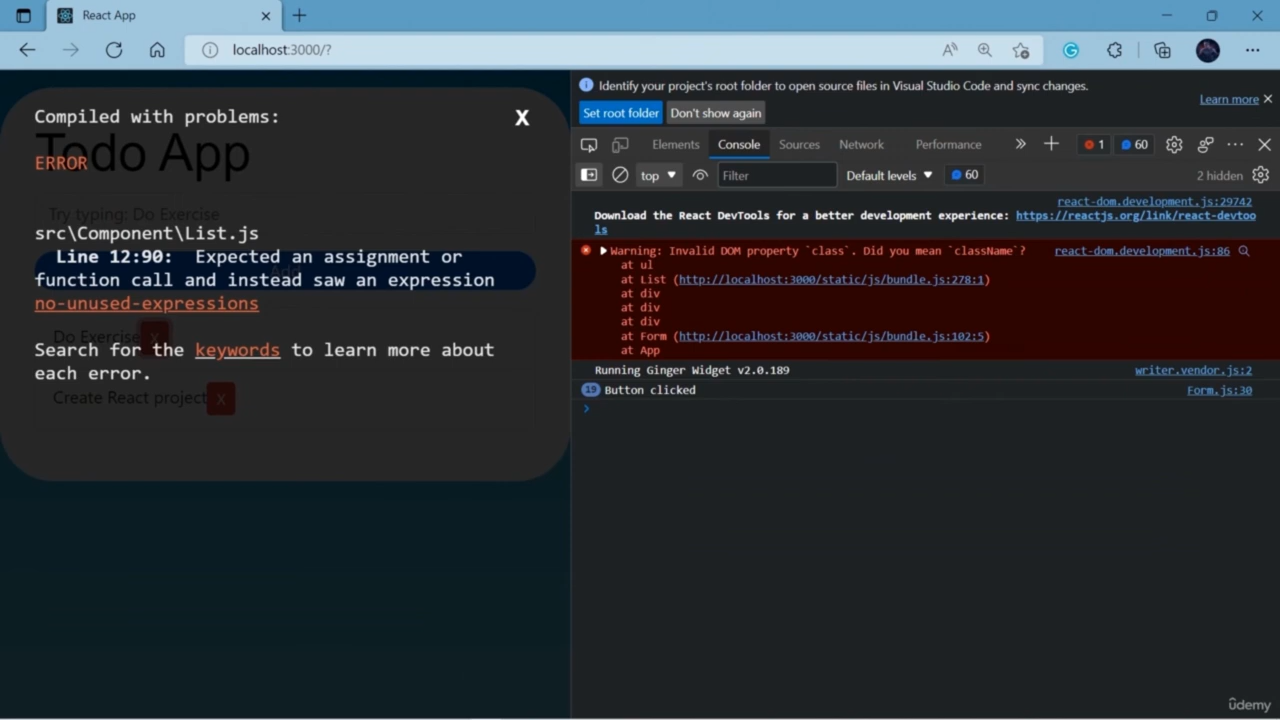 React App
localhost:3000/?
Compiled with problems:
X
Todo App
ERROR
Try typing: Do Exercise
src\Component\List.js
Add
Line 12:90: Expected an assignment or
function call and instead saw an expression
no-unused-expressions
Do Exercise X
Search for the keywords to learn more about
each error.
Create React project X
Identify your project's root folder to open source files in Visual Studio Code and sync changes.
Learn more
Set root folder Don't show again
Elements Console Sources Network Performance 1 60
top Filter Default levels 60 2 hidden
react-dom.development.js:29742
Download the React DevTools for a better development experience: https://reactjs.org/link/react-devtoo
ls
Warning: Invalid DOM property `class`. Did you mean `className`? react-dom.development.js:86
at ul
at List (http://localhost:3000/static/js/bundle.js:278:1)
at div
at div
at div
at Form (http://localhost:3000/static/js/bundle.js:102:5)
at App
Running Ginger Widget v2.0.189 writer.vendor.js:2
19 Button clicked Form.js:30
ûdemy